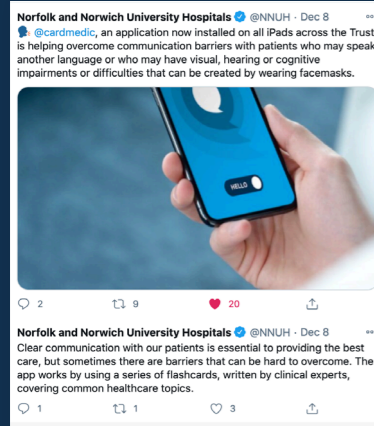 Norfolk and Norwich University Hospitals @NNUH · Dec 8
@cardmedic, an application now installed on all iPads across the Trust
is helping overcome communication barriers with patients who may speak
another language or who may have visual, hearing or cognitive
impairments or difficulties that can be created by wearing facemasks.
HELLO
2 9 20
Norfolk and Norwich University Hospitals @NNUH · Dec 8
Clear communication with our patients is essential to providing the best
care, but sometimes there are barriers that can be hard to overcome. The
app works by using a series of flashcards, written by clinical experts,
covering common healthcare topics.
1 1 3